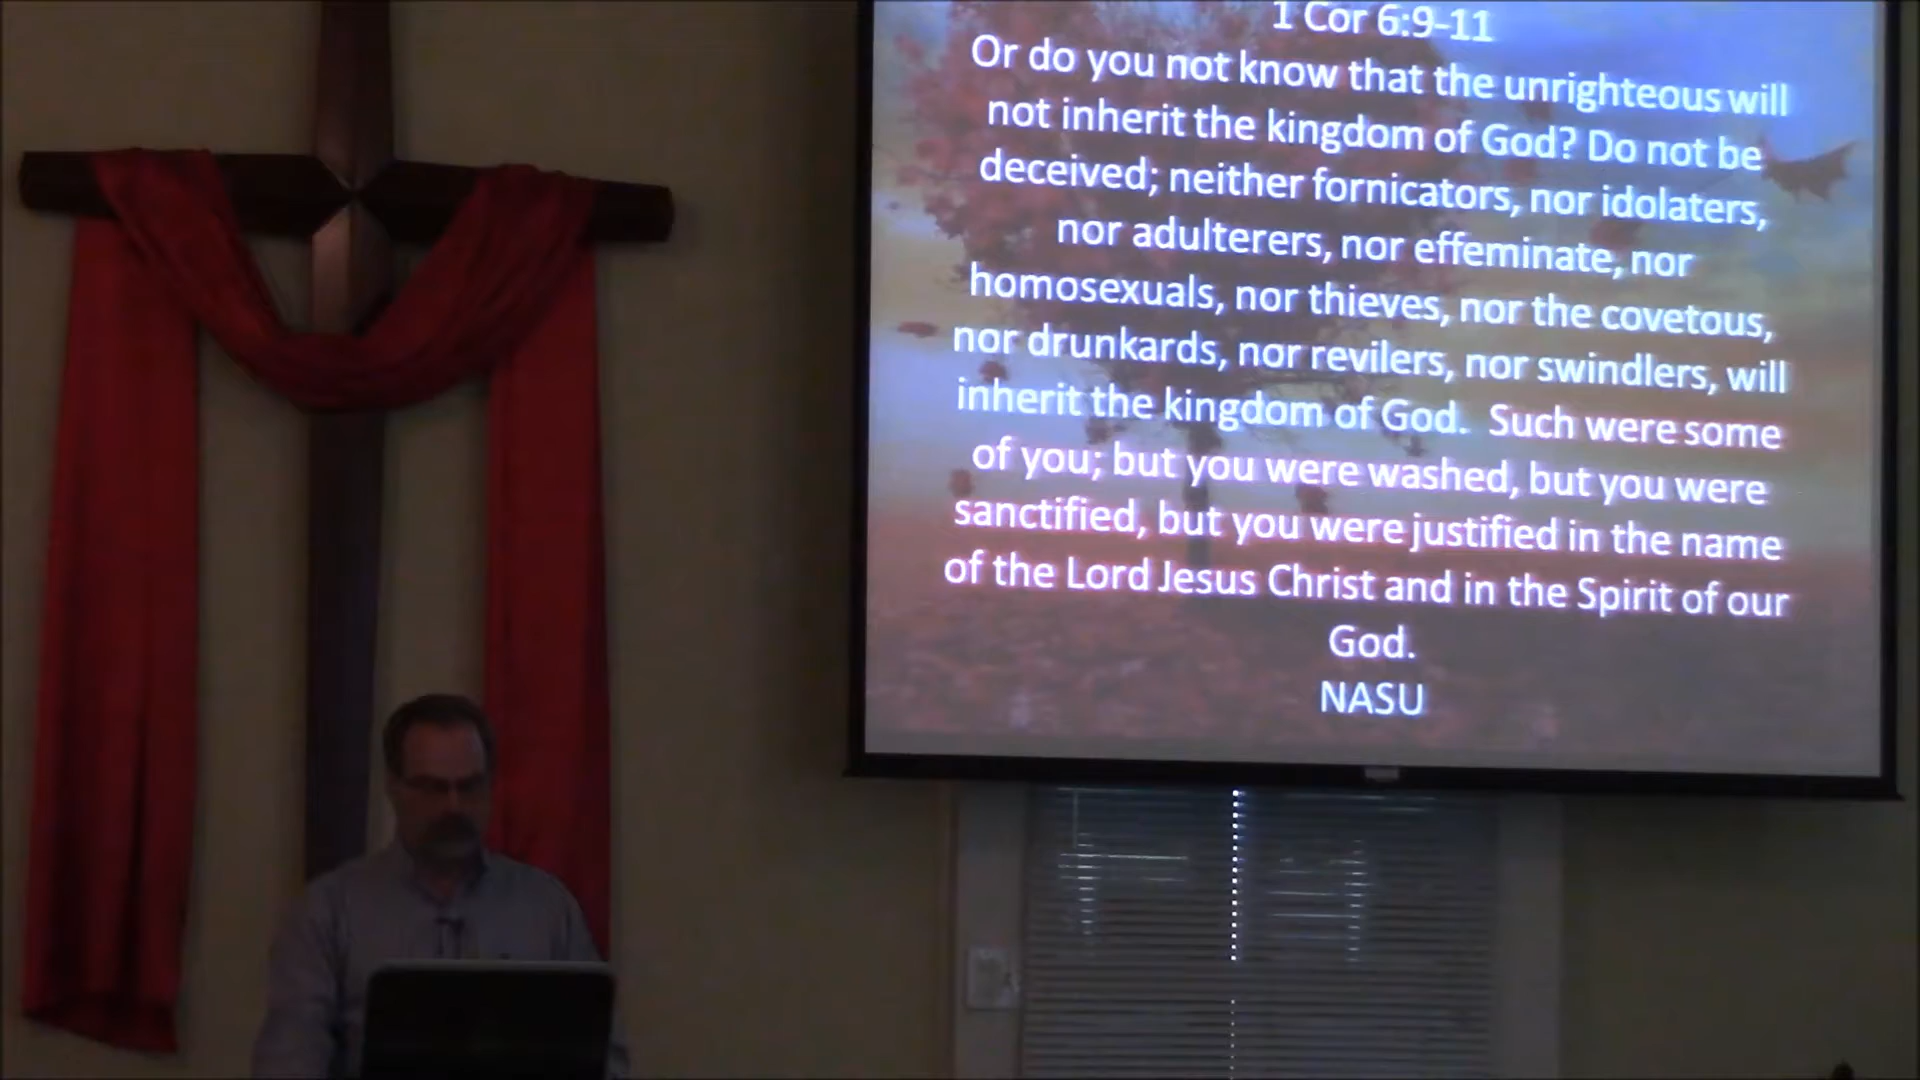 1 Cor 6:9-11
Or do you not know that the unrighteous will
not inherit the kingdom of God? Do not be
deceived; neither fornicators, nor idolaters,
nor adulterers, nor effeminate, nor
homosexuals, nor thieves, nor the covetous,
nor drunkards, nor revilers, nor swindlers, will
inherit the kingdom of God. Such were some
of you; but you were washed, but you were
sanctified, but you were justified in the name
of the Lord Jesus Christ and in the Spirit of our
God.
NASU